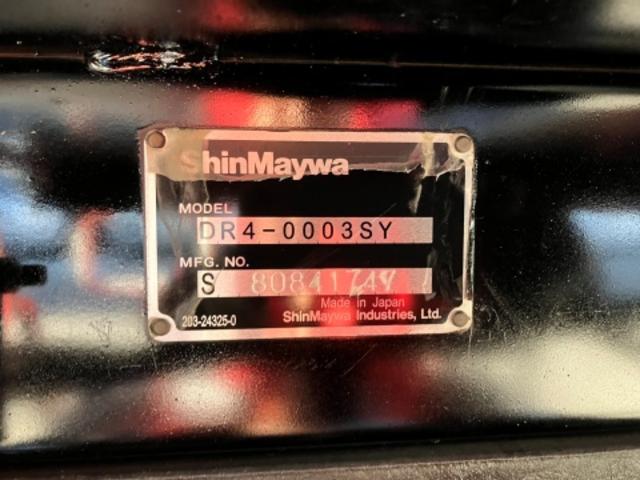 ShinMaywa
MODEL
DR4-0003SY
MFG. NO.
S
Made in Japan
203-24325-0
ShinMaywa Industries, Ltd.